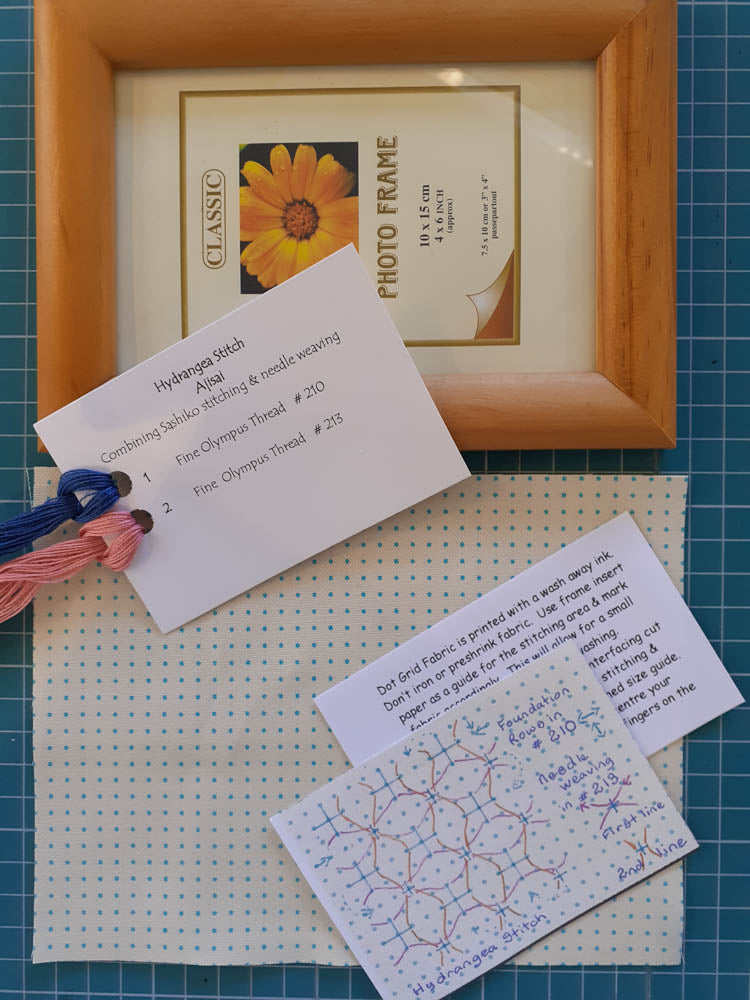 CLASSIC
PHOTO FRAME
10 x 15 cm
4 x 6 INCH
(approx)
7.5 x 10 cm or 3" x 4"
passepartout
Hydrangea Stitch
Ajisai
Combining Sashiko stitching & needle weaving
1 Fine Olympus Thread # 210
2 Fine Olympus Thread # 213
Dot Grid Fabric is printed with a wash away ink
Don't iron or preshrink fabric. Use frame insert
paper as a guide for the stitching area & mark
fabric accordingly. This will allow for a small
washing.
nterfacing cut
stitching &
ed size guide.
entre your
fingers on the
Foundation
Rows in
# 210
Needle
weaving
in # 213
First line
2nd line
Hydrangea Stitch